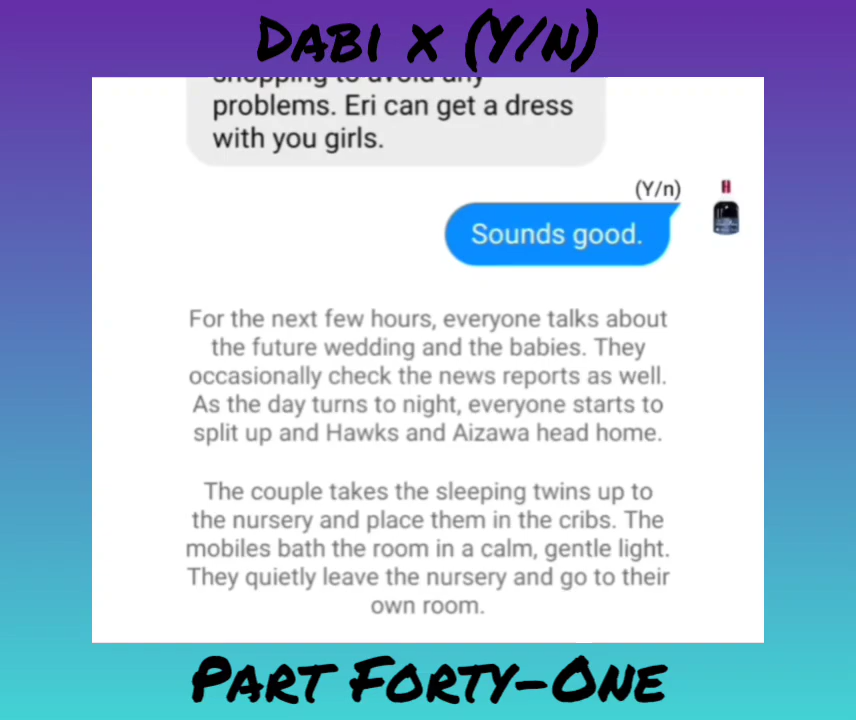 Dabi x (Y/n)
shopping to avoid any
problems. Eri can get a dress
with you girls.
(Y/n)
Sounds good.
For the next few hours, everyone talks about
the future wedding and the babies. They
occasionally check the news reports as well.
As the day turns to night, everyone starts to
split up and Hawks and Aizawa head home.
The couple takes the sleeping twins up to
the nursery and place them in the cribs. The
mobiles bath the room in a calm, gentle light.
They quietly leave the nursery and go to their
own room.
Part Forty-One